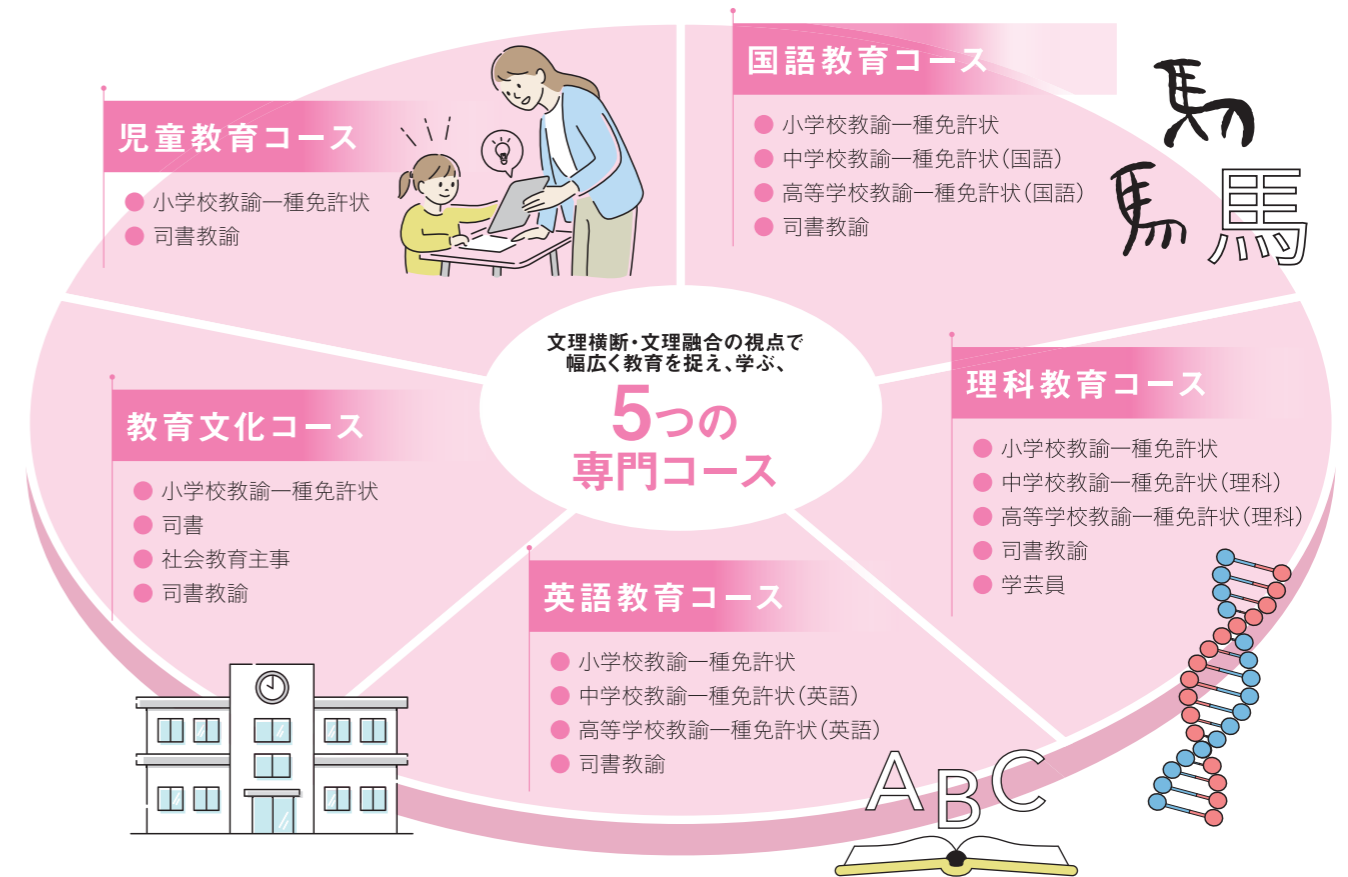 児童教育コース
小学校教諭一種免許状
司書教諭
国語教育コース
小学校教諭一種免許状
中学校教諭一種免許状（国語）
高等学校教諭一種免許状（国語）
司書教諭
馬
馬
馬
文理横断・文理融合の視点で
幅広く教育を捉え、学ぶ、
5つの
専門コース
理科教育コース
小学校教諭一種免許状
中学校教諭一種免許状（理科）
高等学校教諭一種免許状（理科）
司書教諭
学芸員
教育文化コース
小学校教諭一種免許状
司書
社会教育主事
司書教諭
英語教育コース
小学校教諭一種免許状
中学校教諭一種免許状（英語）
高等学校教諭一種免許状（英語）
司書教諭
ABC